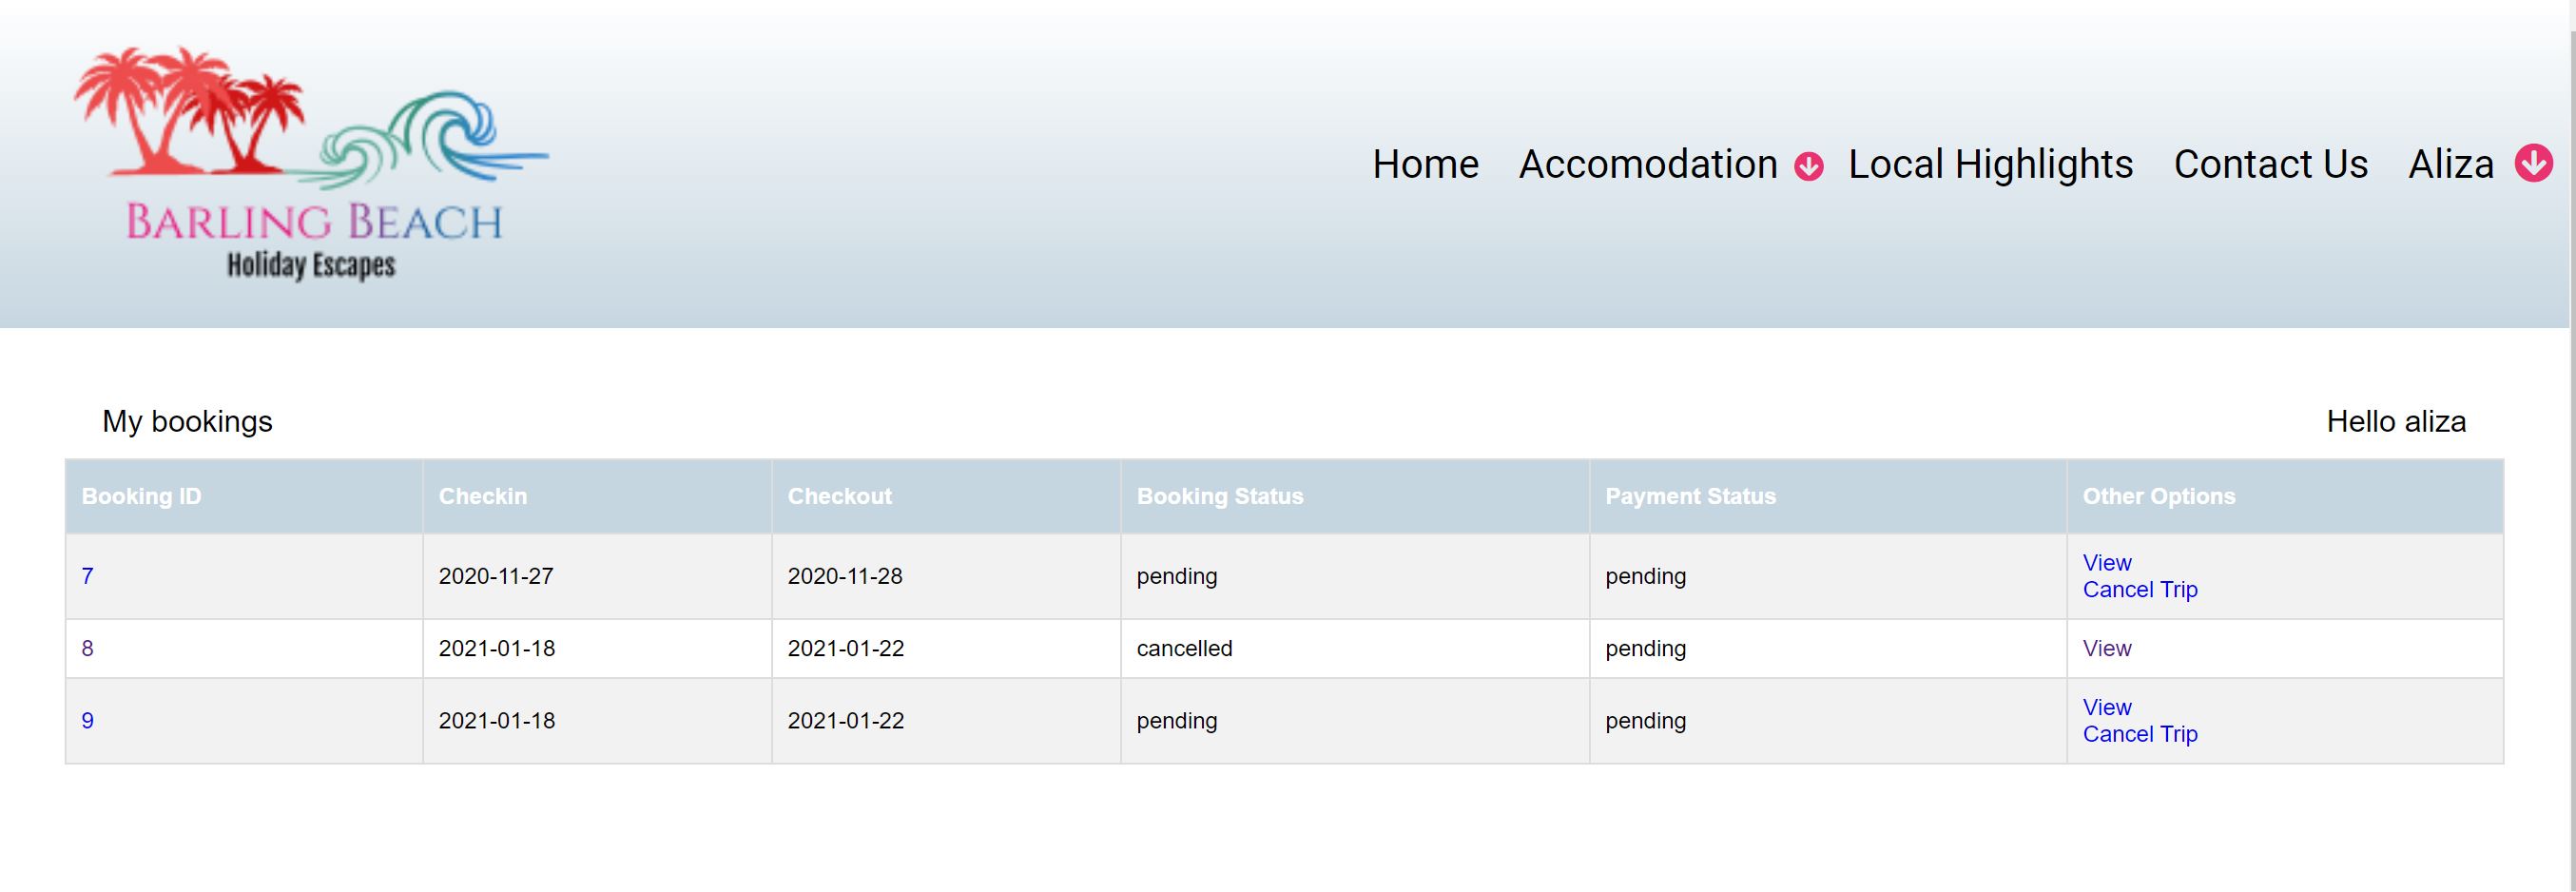 BARLING BEACH
Holiday Escapes
Home Accomodation Local Highlights Contact Us Aliza
My bookings Hello aliza
Booking ID Checkin Checkout Booking Status Payment Status Other Options
7 2020-11-27 2020-11-28 pending pending View
Cancel Trip
8 2021-01-18 2021-01-22 cancelled pending View
9 2021-01-18 2021-01-22 pending pending View
Cancel Trip